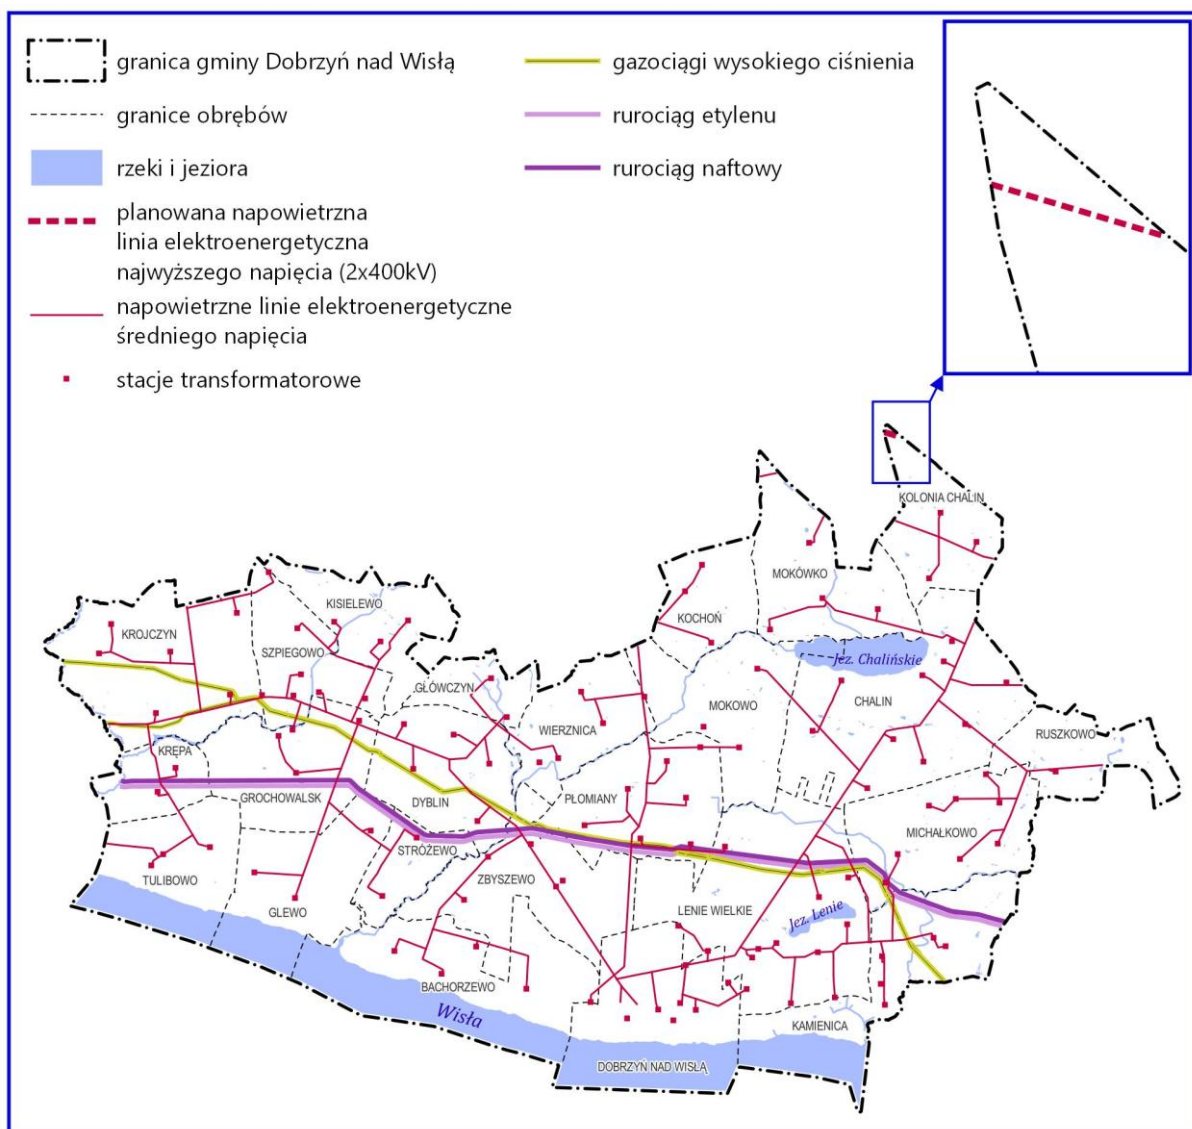 granica gminy Dobrzyń nad Wisłą
granice obrębów
rzeki i jeziora
planowana napowietrzna
linia elektroenergetyczna
najwyższego napięcia (2x400kV)
napowietrzne linie elektroenergetyczne
średniego napięcia
stacje transformatorowe
gazociągi wysokiego ciśnienia
rurociąg etylenu
rurociąg naftowy
KOLONIA CHALIN
MOKÓWKO
KISIELEWO
KOCHOŃ
KROJCZYN
SZPIEGOWO
Jez. Chalińskie
GŁÓWCZYN
CHALIN
MOKOWO
WIERZNICA
RUSZKOWO
KRĘPA
GROCHOWALSK
DYBLIN
PŁOMIANY
MICHAŁKOWO
STRÓŻEWO
TULIBOWO
ZBYSZEWO
GLEWO
LENIE WIELKIE
Jez. Lenie
BACHORZEWO
Wisła
KAMIENICA
DOBRZYŃ NAD WISŁĄ